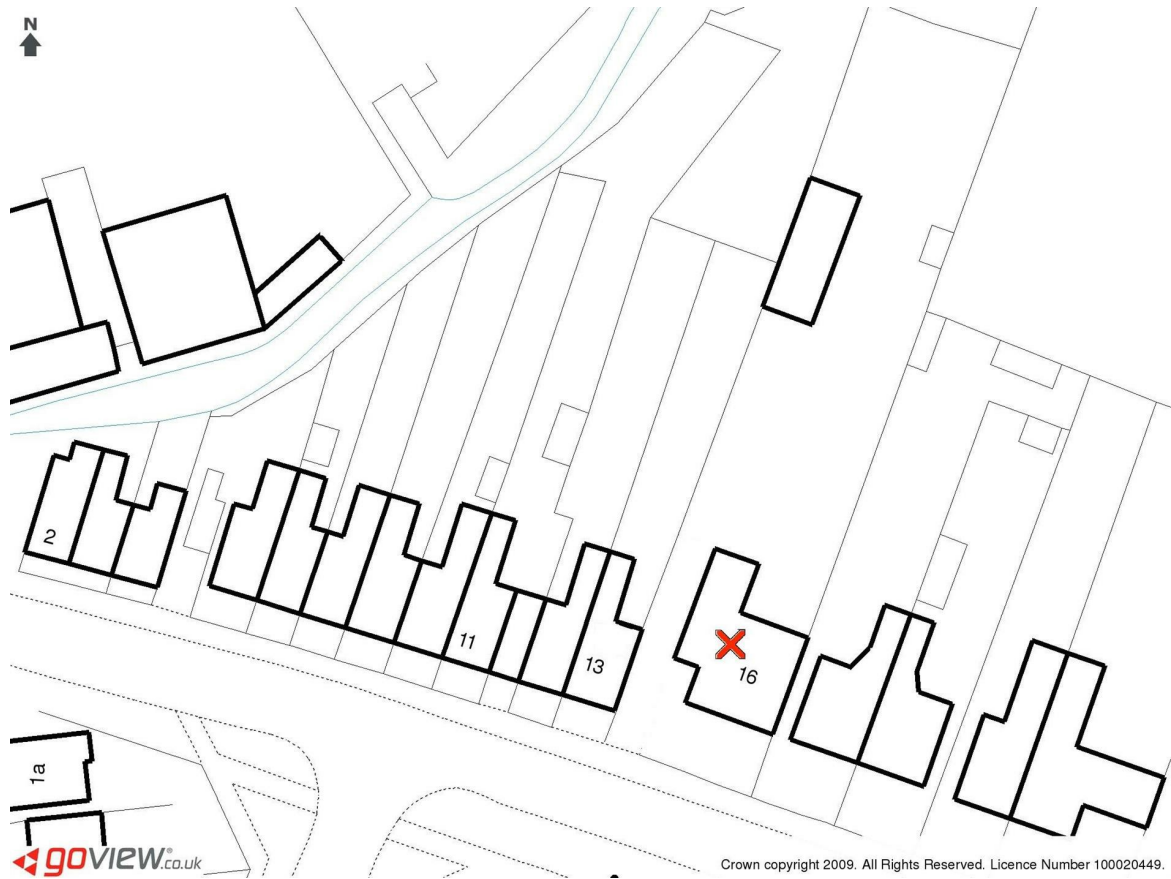 N
2
11
13
16
1a
goview.co.uk
Crown copyright 2009. All Rights Reserved. Licence Number 100020449.